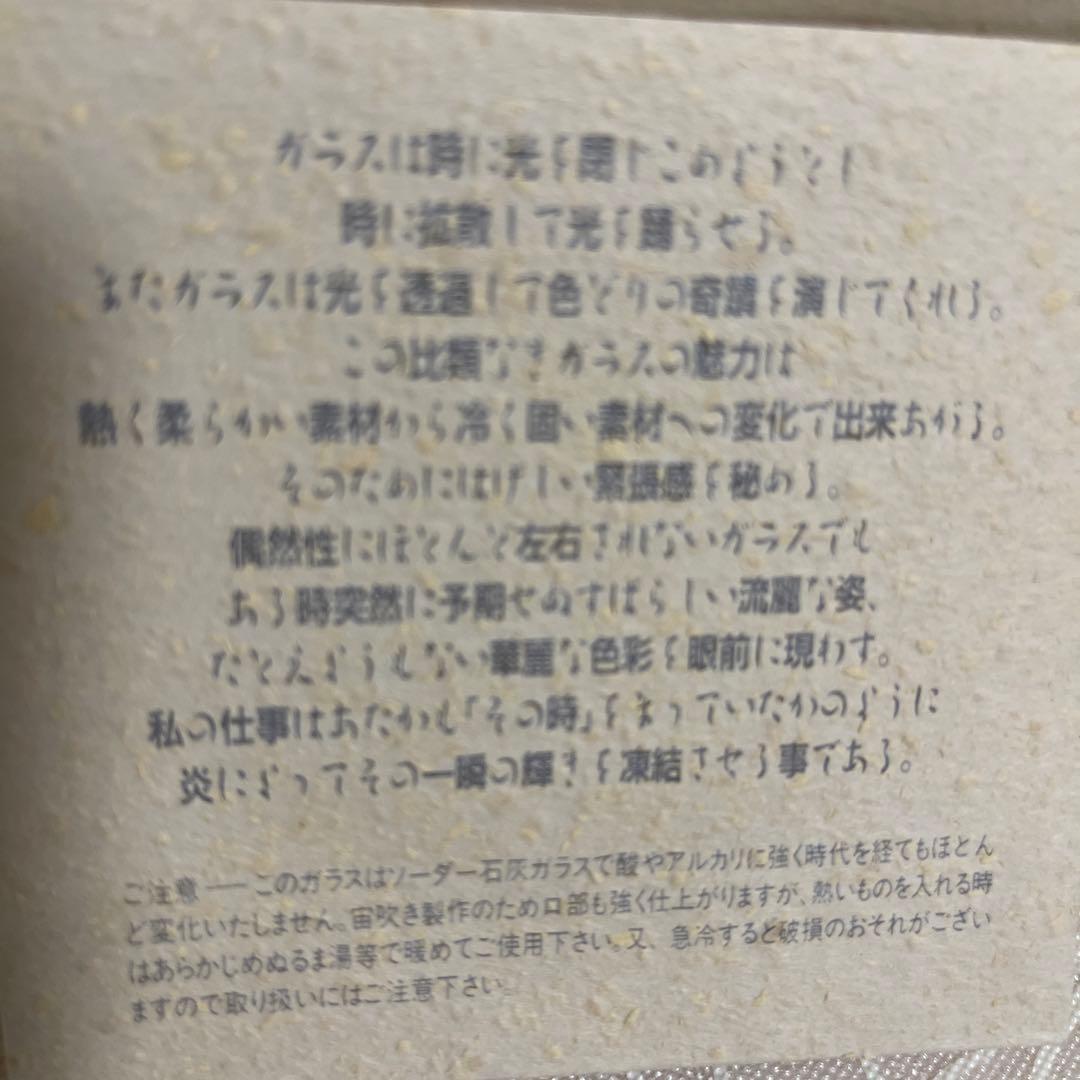 ガラスは時に光を閉じこめようとし
時に拡散して光を踊らせる。
またガラスは光を透過して色どりの奇蹟を演じてくれる。
この比類なきガラスの魅力は
熱く柔らかい素材から冷く固い素材への変化で出来あがる。
そのためにはげしい緊張感を秘める。
偶然性にほとんど左右されないガラスでも
ある時突然に予期せぬすばらしい流麗な姿、
たとえようもない華麗な色彩を眼前に現わす。
私の仕事はあたかも「その時」をまっていたかのように
炎によってその一瞬の輝きを凍結させる事である。
ご注意──このガラスはソーダー石灰ガラスで酸やアルカリに強く時代を経てもほとん
ど変化いたしません。宙吹き製作のため口部も強く仕上がりますが、熱いものを入れる時
はあらかじめぬるま湯等で暖めてご使用下さい。又、急冷すると破損のおそれがござい
ますので取り扱いにはご注意下さい。